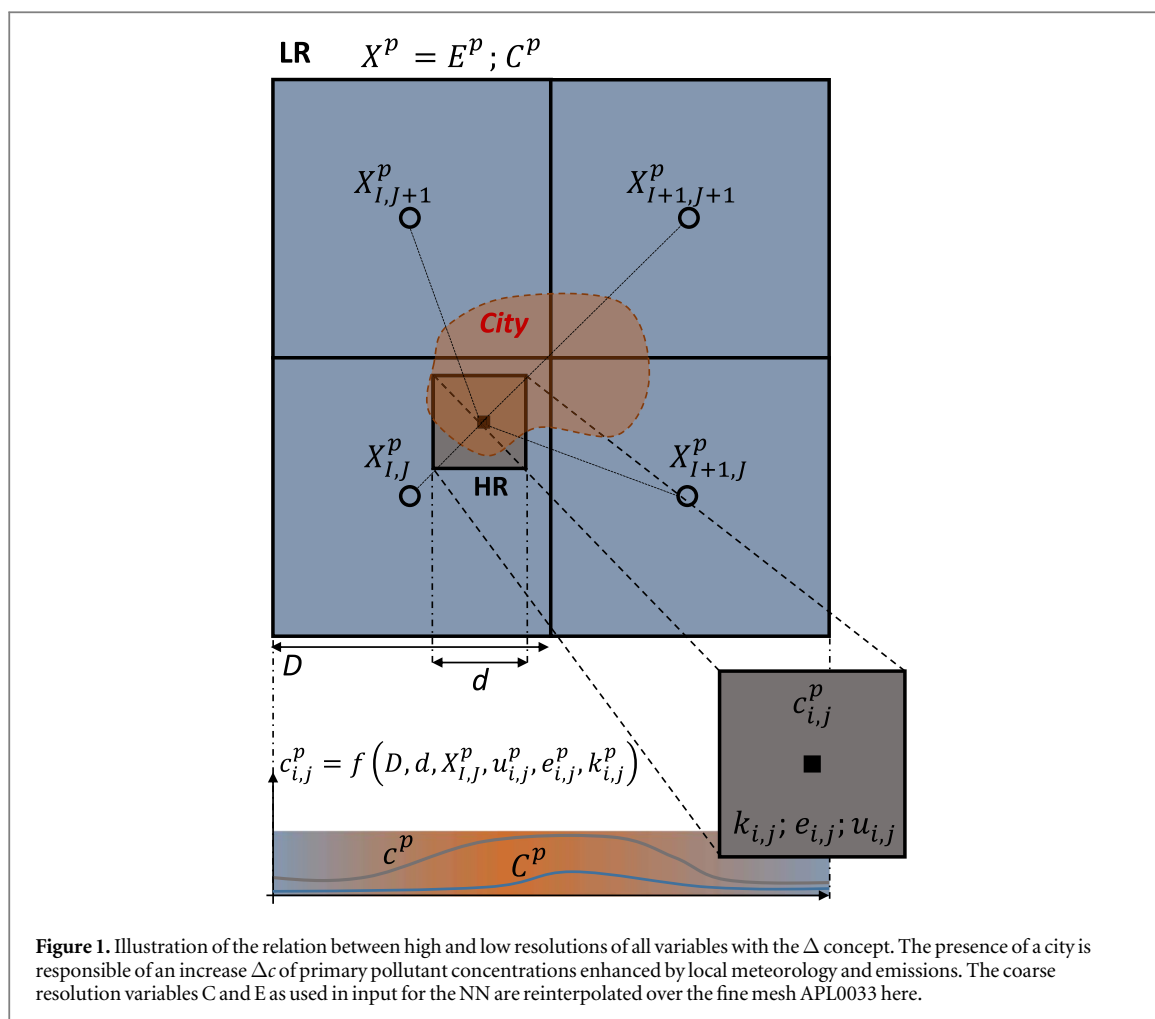 LR X^p = E^p ; C^p
X^p_{I,J+1} X^p_{I+1,J+1}
City
X^p_{I,J} X^p_{I+1,J}
HR
D
d
c^p_{i,j}
c^p_{i,j} = f(D, d, X^p_{I,J}, u^p_{i,j}, e^p_{i,j}, k^p_{i,j})
k_{i,j}; e_{i,j}; u_{i,j}
c^p
C^p
Figure 1. Illustration of the relation between high and low resolutions of all variables with the Δ concept. The presence of a city is
responsible of an increase Δc of primary pollutant concentrations enhanced by local meteorology and emissions. The coarse
resolution variables C and E as used in input for the NN are reinterpolated over the fine mesh APL0033 here.